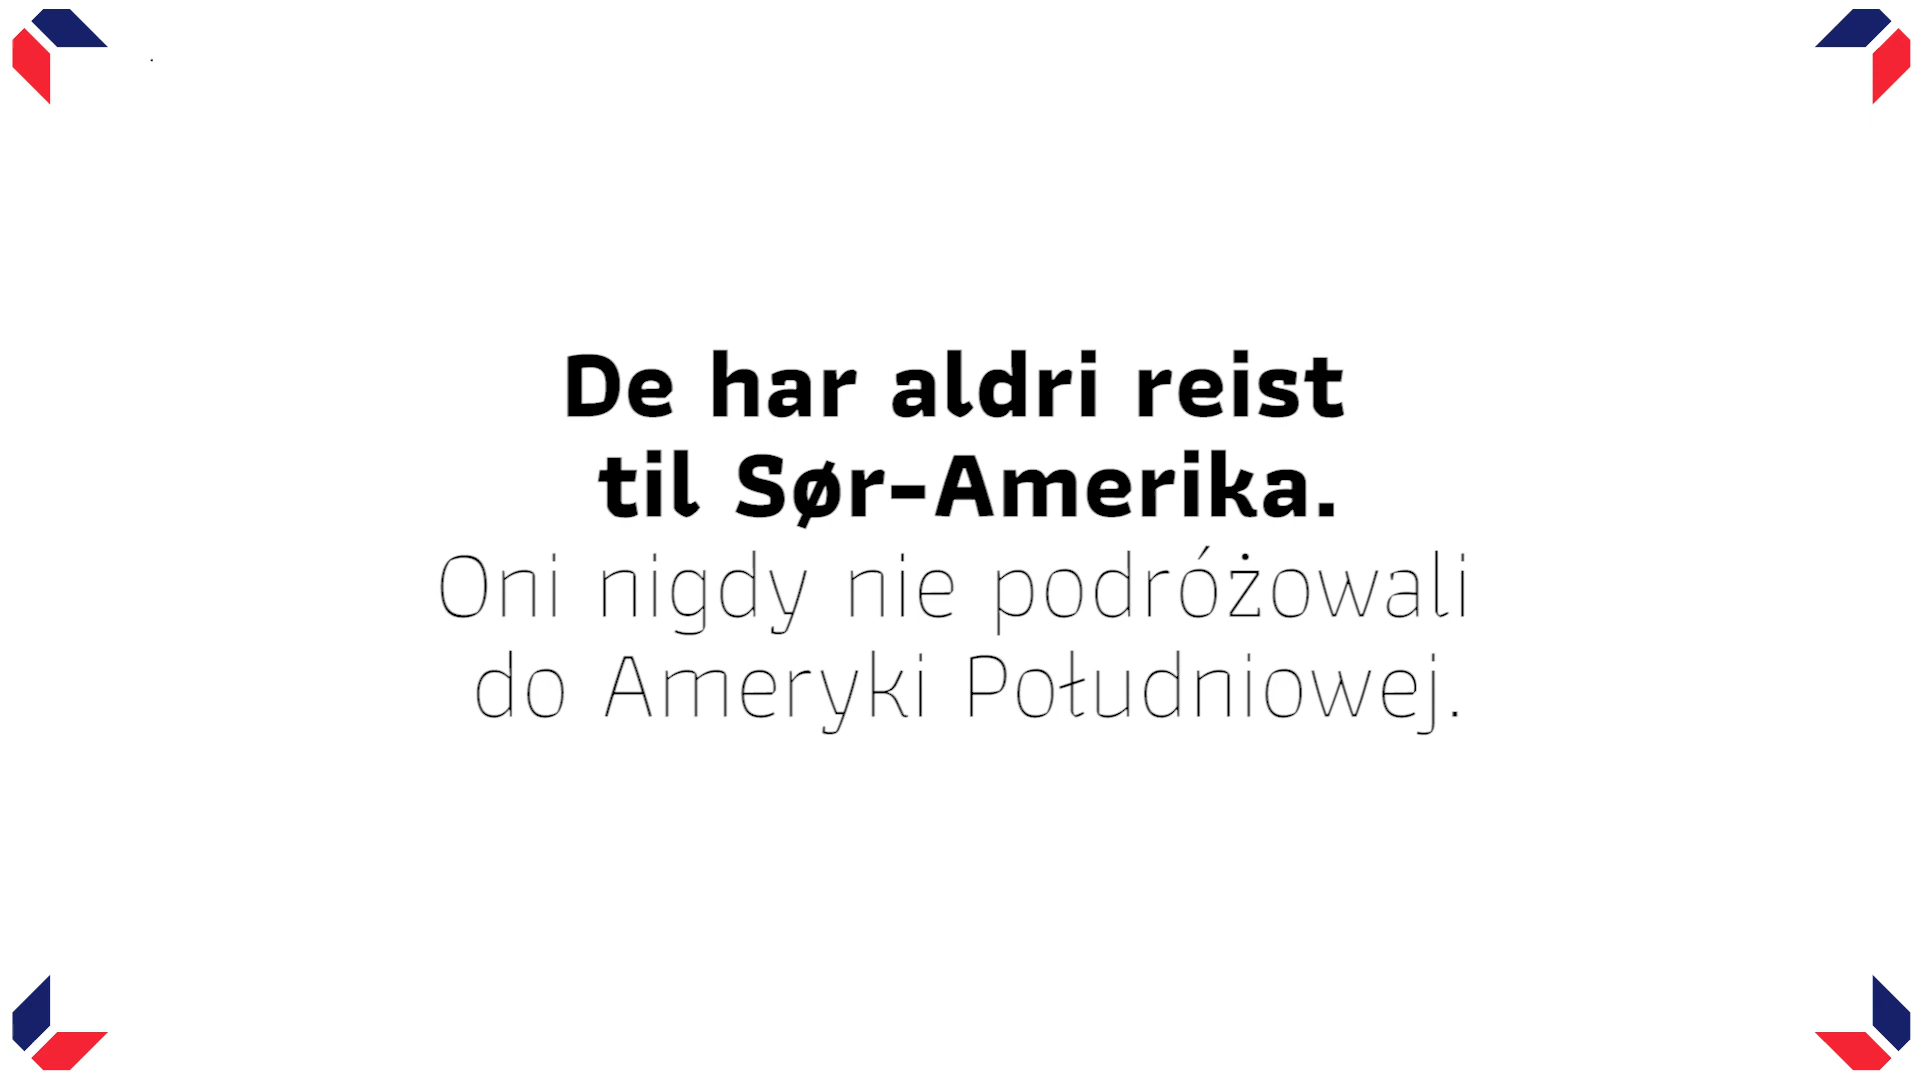 De har aldri reist
til Sør-Amerika.
Oni nigdy nie podróżowali
do Ameryki Południowej.